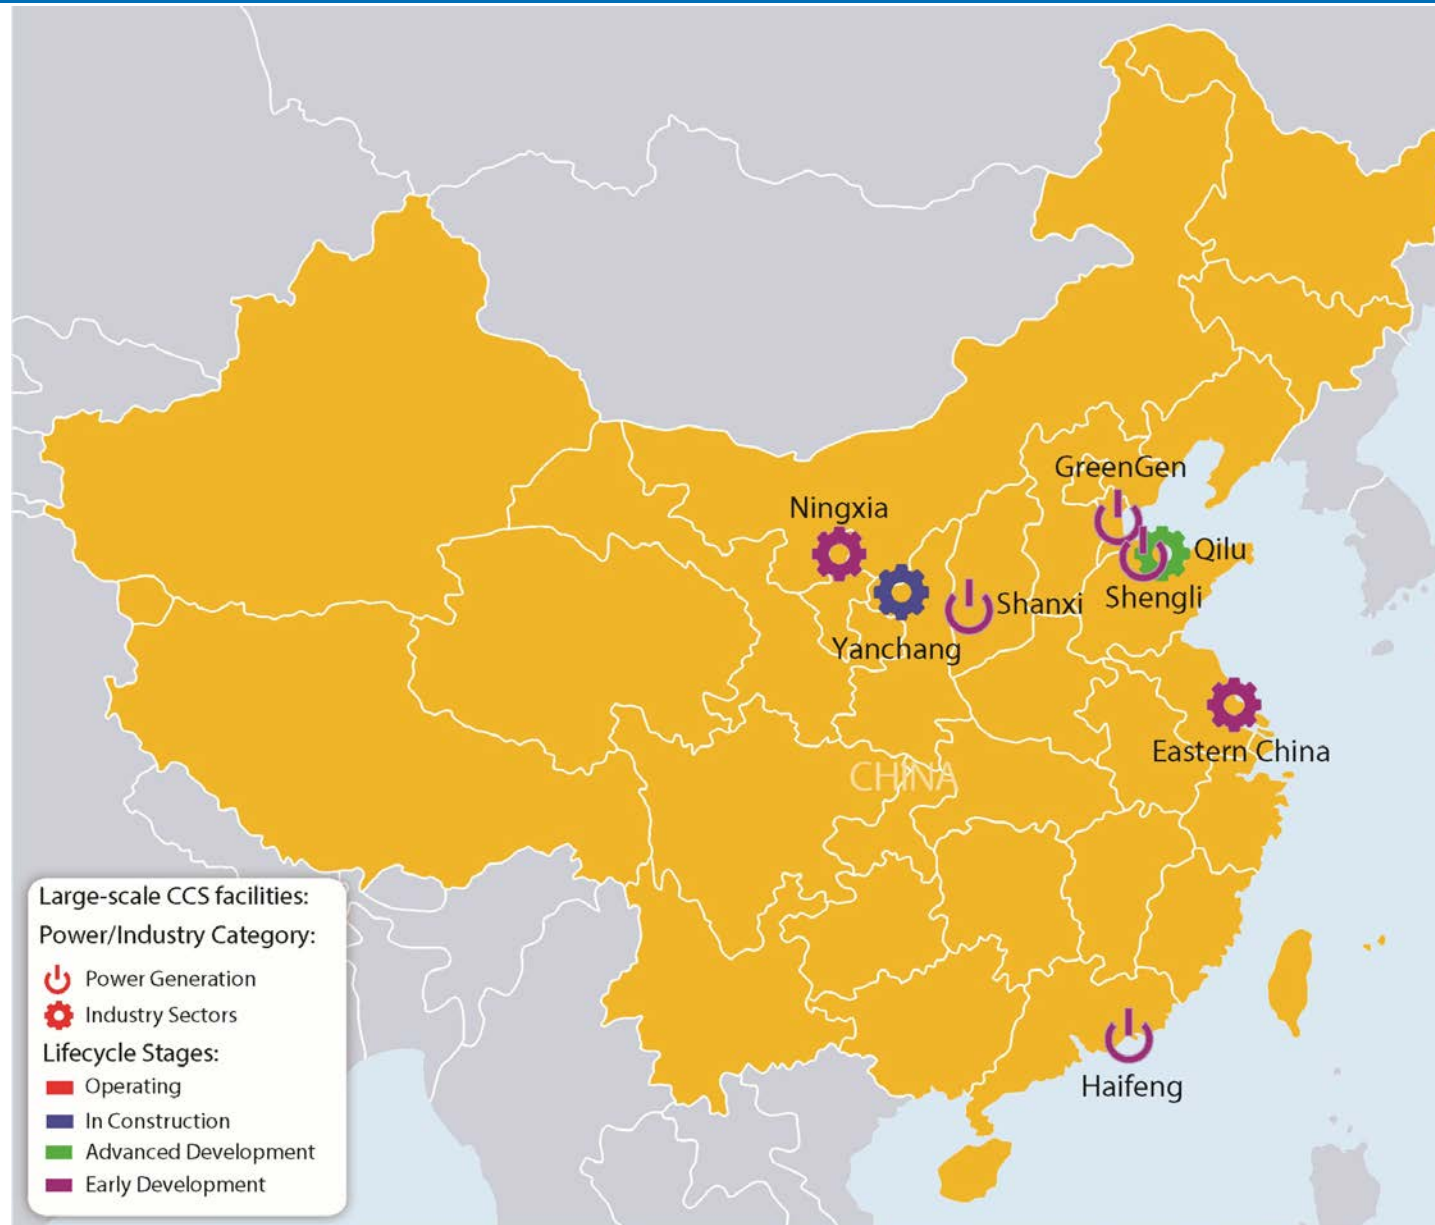 GreenGen
Ningxia
Qilu
Shengli
Shanxi
Yanchang
Eastern China
CHINA
Large-scale CCS facilities:
Power/Industry Category:
Power Generation
Industry Sectors
Lifecycle Stages:
Operating
In Construction
Advanced Development
Early Development
Haifeng